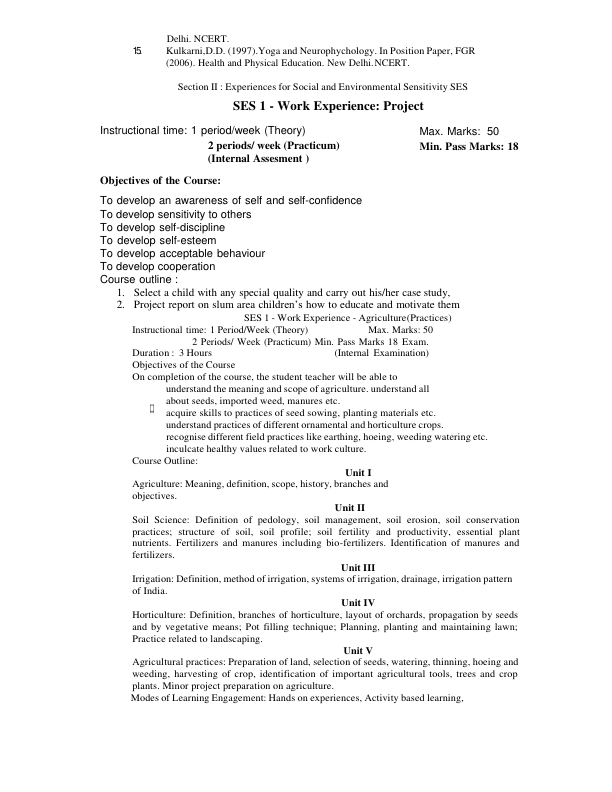 Delhi. NCERT.
15. Kulkarni,D.D. (1997).Yoga and Neurophychology. In Position Paper, FGR
(2006). Health and Physical Education. New Delhi.NCERT.
Section II : Experiences for Social and Environmental Sensitivity SES
SES 1 - Work Experience: Project
Instructional time: 1 period/week (Theory) Max. Marks: 50
2 periods/ week (Practicum) Min. Pass Marks: 18
(Internal Assesment )
Objectives of the Course:
To develop an awareness of self and self-confidence
To develop sensitivity to others
To develop self-discipline
To develop self-esteem
To develop acceptable behaviour
To develop cooperation
Course outline :
1. Select a child with any special quality and carry out his/her case study,
2. Project report on slum area children's how to educate and motivate them
SES 1 - Work Experience - Agriculture(Practices)
Instructional time: 1 Period/Week (Theory) Max. Marks: 50
2 Periods/ Week (Practicum) Min. Pass Marks 18 Exam.
Duration : 3 Hours (Internal Examination)
Objectives of the Course
On completion of the course, the student teacher will be able to
understand the meaning and scope of agriculture. understand all
about seeds, imported weed, manures etc.
acquire skills to practices of seed sowing, planting materials etc.
understand practices of different ornamental and horticulture crops.
recognise different field practices like earthing, hoeing, weeding watering etc.
inculcate healthy values related to work culture.
Course Outline:
Unit I
Agriculture: Meaning, definition, scope, history, branches and
objectives.
Unit II
Soil Science: Definition of pedology, soil management, soil erosion, soil conservation
practices; structure of soil, soil profile; soil fertility and productivity, essential plant
nutrients. Fertilizers and manures including bio-fertilizers. Identification of manures and
fertilizers.
Unit III
Irrigation: Definition, method of irrigation, systems of irrigation, drainage, irrigation pattern
of India.
Unit IV
Horticulture: Definition, branches of horticulture, layout of orchards, propagation by seeds
and by vegetative means; Pot filling technique; Planning, planting and maintaining lawn;
Practice related to landscaping.
Unit V
Agricultural practices: Preparation of land, selection of seeds, watering, thinning, hoeing and
weeding, harvesting of crop, identification of important agricultural tools, trees and crop
plants. Minor project preparation on agriculture.
Modes of Learning Engagement: Hands on experiences, Activity based learning,